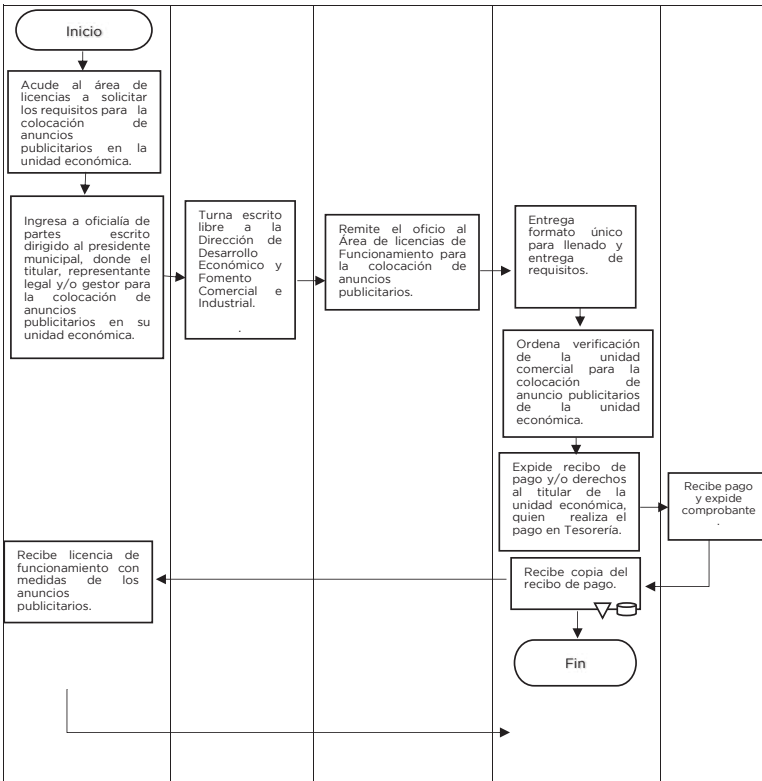 Inicio
Acude al área de
licencias a solicitar
los requisitos para la
colocación de
anuncios
publicitarios en la
unidad económica.
Ingresa a oficialía de
partes escrito
dirigido al presidente
municipal, donde el
titular, representante
legal y/o gestor para
la colocación de
anuncios
publicitarios en su
unidad económica.
Turna escrito
libre a la
Dirección de
Desarrollo
Económico y
Fomento
Comercial e
Industrial.
.
Remite el oficio al
Área de licencias de
Funcionamiento para
la colocación de
anuncios
publicitarios.
Entrega
formato único
para llenado y
entrega de
requisitos.
Ordena verificación
de la unidad
comercial para la
colocación de
anuncio publicitarios
de la unidad
económica.
Expide recibo de
pago y/o derechos
al titular de la
unidad económica,
quien realiza el
pago en Tesorería.
Recibe pago
y expide
comprobante
.
Recibe copia del
recibo de pago.
Recibe licencia de
funcionamiento con
medidas de los
anuncios
publicitarios.
Fin